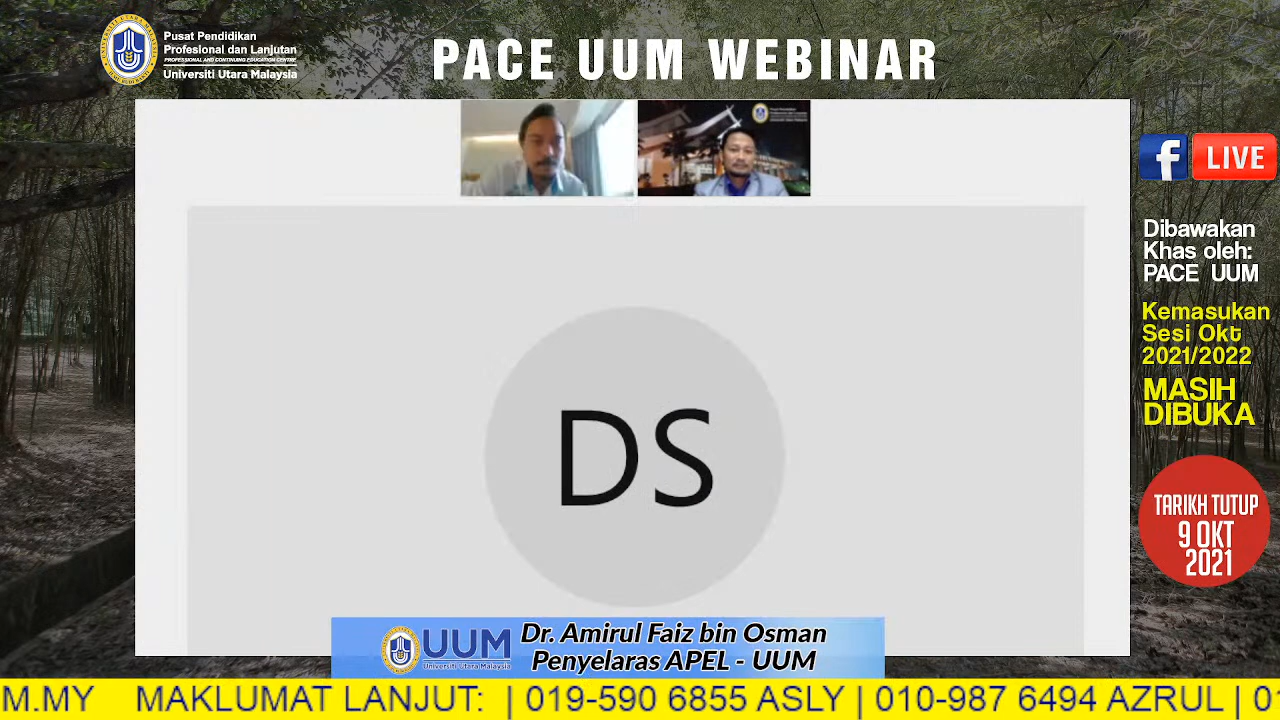 Pusat Pendidikan
Profesional dan Lanjutan
PROFESSIONAL AND CONTINUING EDUCATION CENTRE
Universiti Utara Malaysia
PACE UUM WEBINAR
f LIVE
Dibawakan
Khas oleh:
PACE UUM
Kemasukan
Sesi Okt
2021/2022
MASIH
DIBUKA
TARIKH TUTUP
9 OKT
2021
DS
UUM
Universiti Utara Malaysia
Dr. Amirul Faiz bin Osman
Penyelaras APEL - UUM
M.MY MAKLUMAT LANJUT: | 019-590 6855 ASLY | 010-987 6494 AZRUL | 01